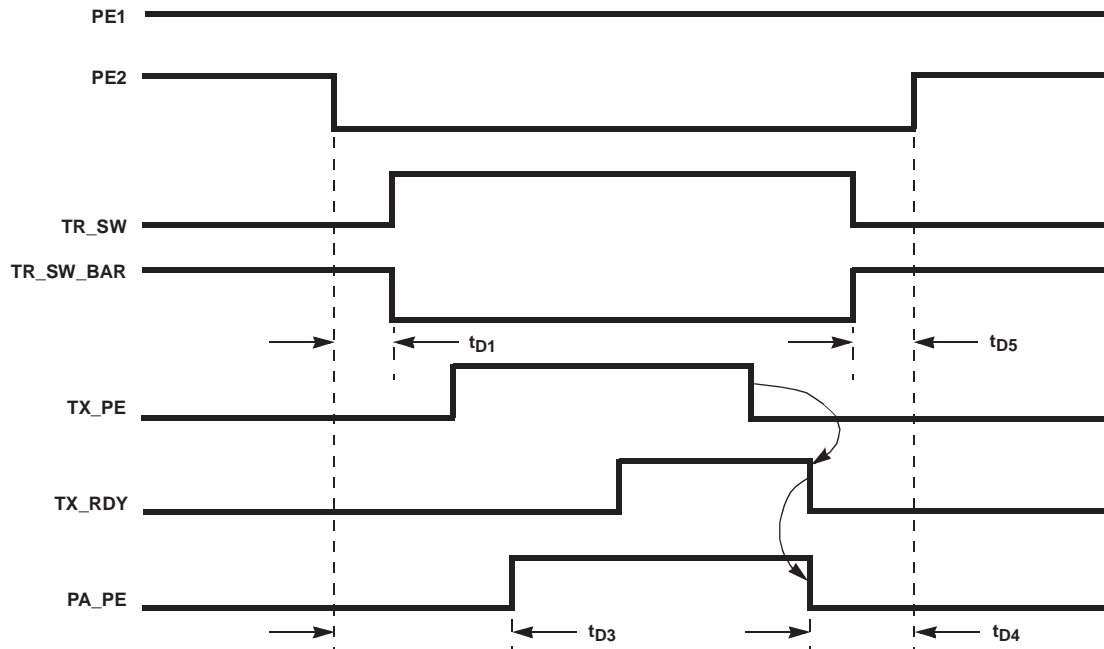 PE1
PE2
TR_SW
TR_SW_BAR
tD1
tD5
TX_PE
TX_RDY
PA_PE
tD3
tD4